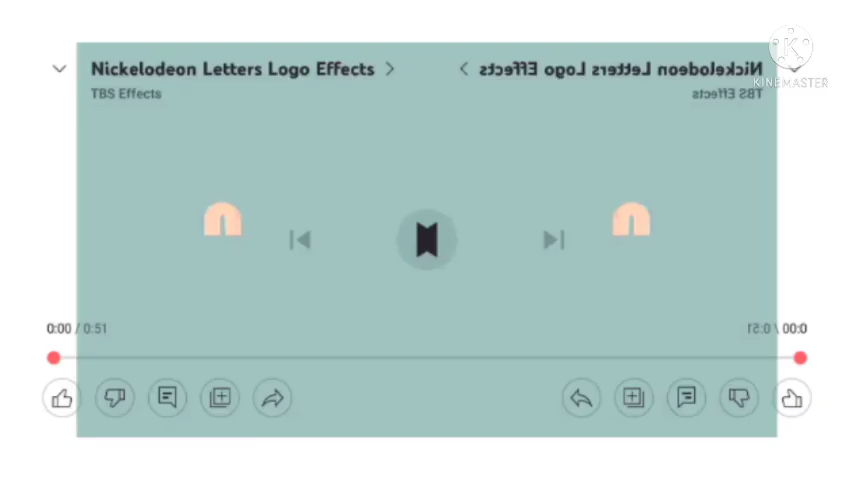 Nickelodeon Letters Logo Effects
Nickelodeon Letters Logo Effects
TBS Effects
TBS Effects
K
KINEMASTER
0:00 / 0:51
0:00 / 0:51